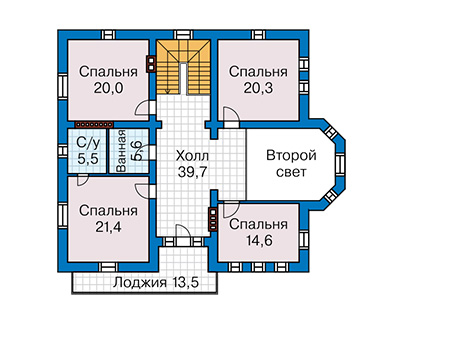 Спальня
20,0
Спальня
20,3
С/у
5,5
Ванная
5,6
Холл
39,7
Второй
свет
Спальня
21,4
Спальня
14,6
Лоджия 13,5